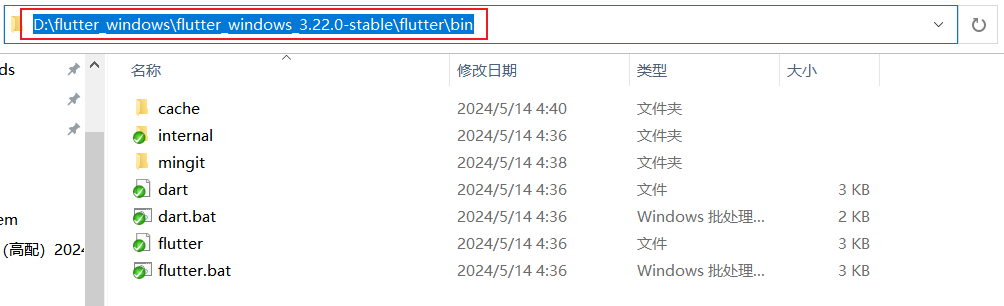 D:\flutter_windows\flutter_windows_3.22.0-stable\flutter\bin
ds
名称 修改日期 类型 大小
cache 2024/5/14 4:40 文件夹
internal 2024/5/14 4:36 文件夹
mingit 2024/5/14 4:38 文件夹
dart 2024/5/14 4:36 文件 3 KB
dart.bat 2024/5/14 4:36 Windows 批处理... 2 KB
em
flutter 2024/5/14 4:36 文件 3 KB
(高配) 2024
flutter.bat 2024/5/14 4:36 Windows 批处理... 3 KB